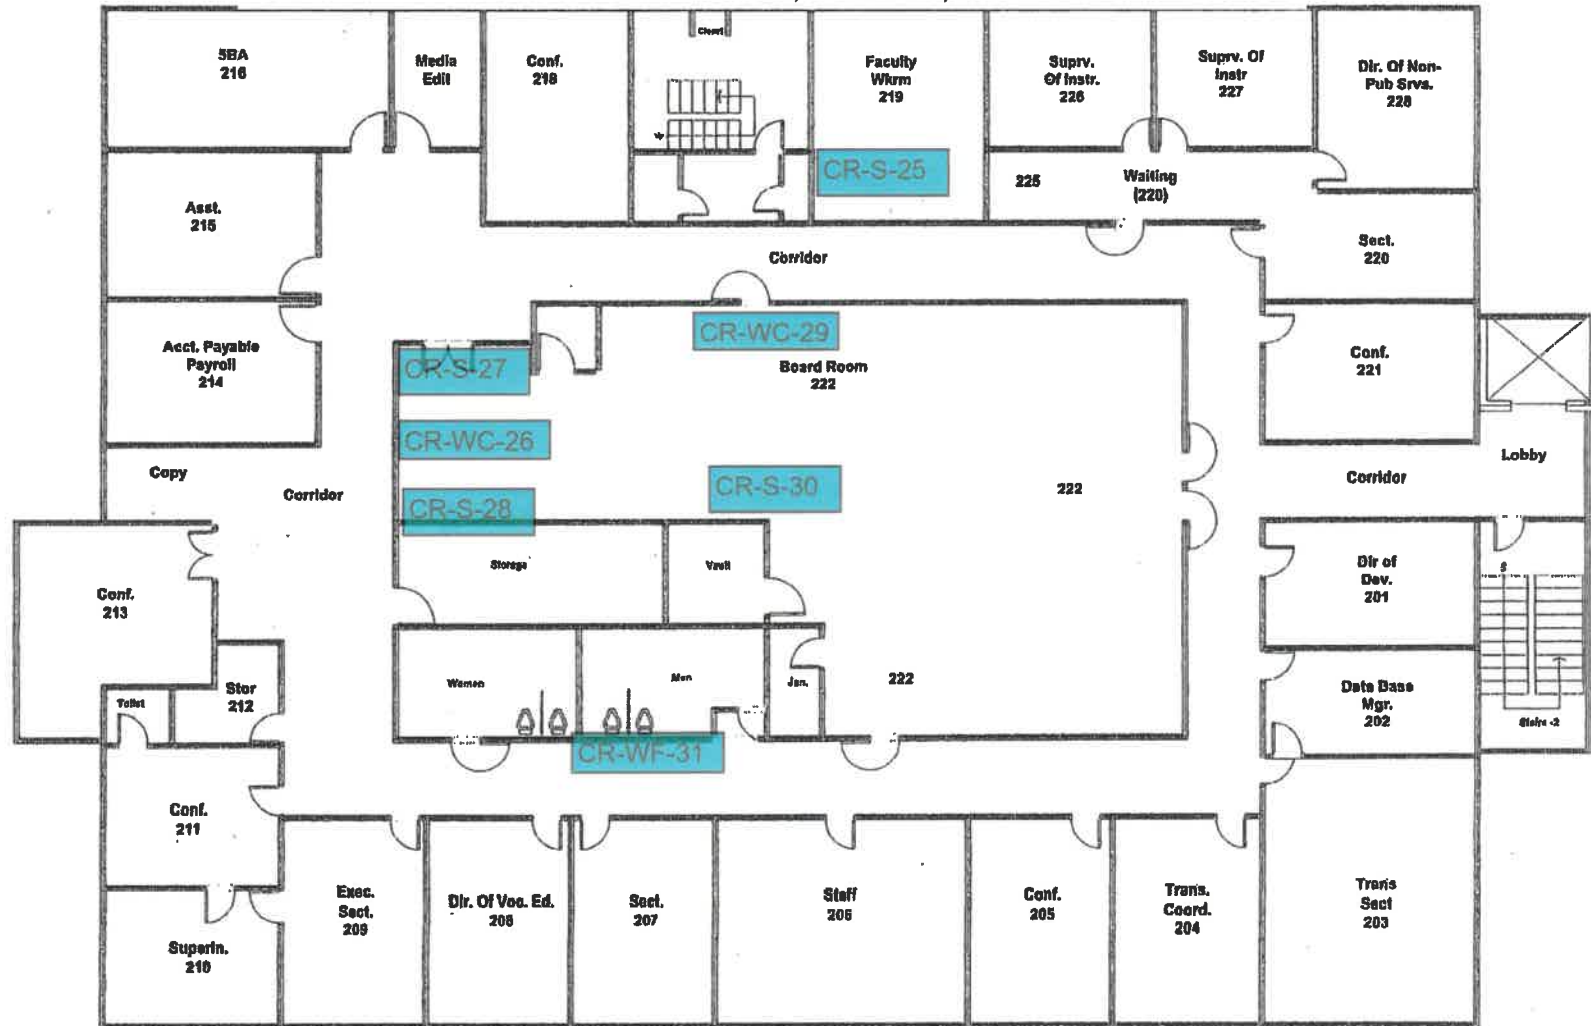 5BA
216
Media
Edit
Conf.
218
Closet
Faculty
Wkrm
219
Suprv.
Of Instr.
226
Suprv. Of
Instr
227
Dir. Of Non-
Pub Srvs.
228
CR-S-25
225
Waiting
(220)
Asst.
215
Corridor
Sect.
220
CR-WC-29
Board Room
222
Acct. Payable
Payroll
214
CR-S-27
Conf.
221
CR-WC-26
Copy
Corridor
CR-S-28
CR-S-30
222
Corridor
Lobby
Storage
Vault
Conf.
213
Dir of
Dev.
201
Women
Men
Jan.
222
Stor
212
Toilet
Data Base
Mgr.
202
Stairs -2
CR-WF-31
Conf.
211
Exec.
Sect.
209
Dir. Of Voc. Ed.
208
Sect.
207
Staff
206
Conf.
205
Trans.
Coord.
204
Trans
Sect
203
Superin.
210